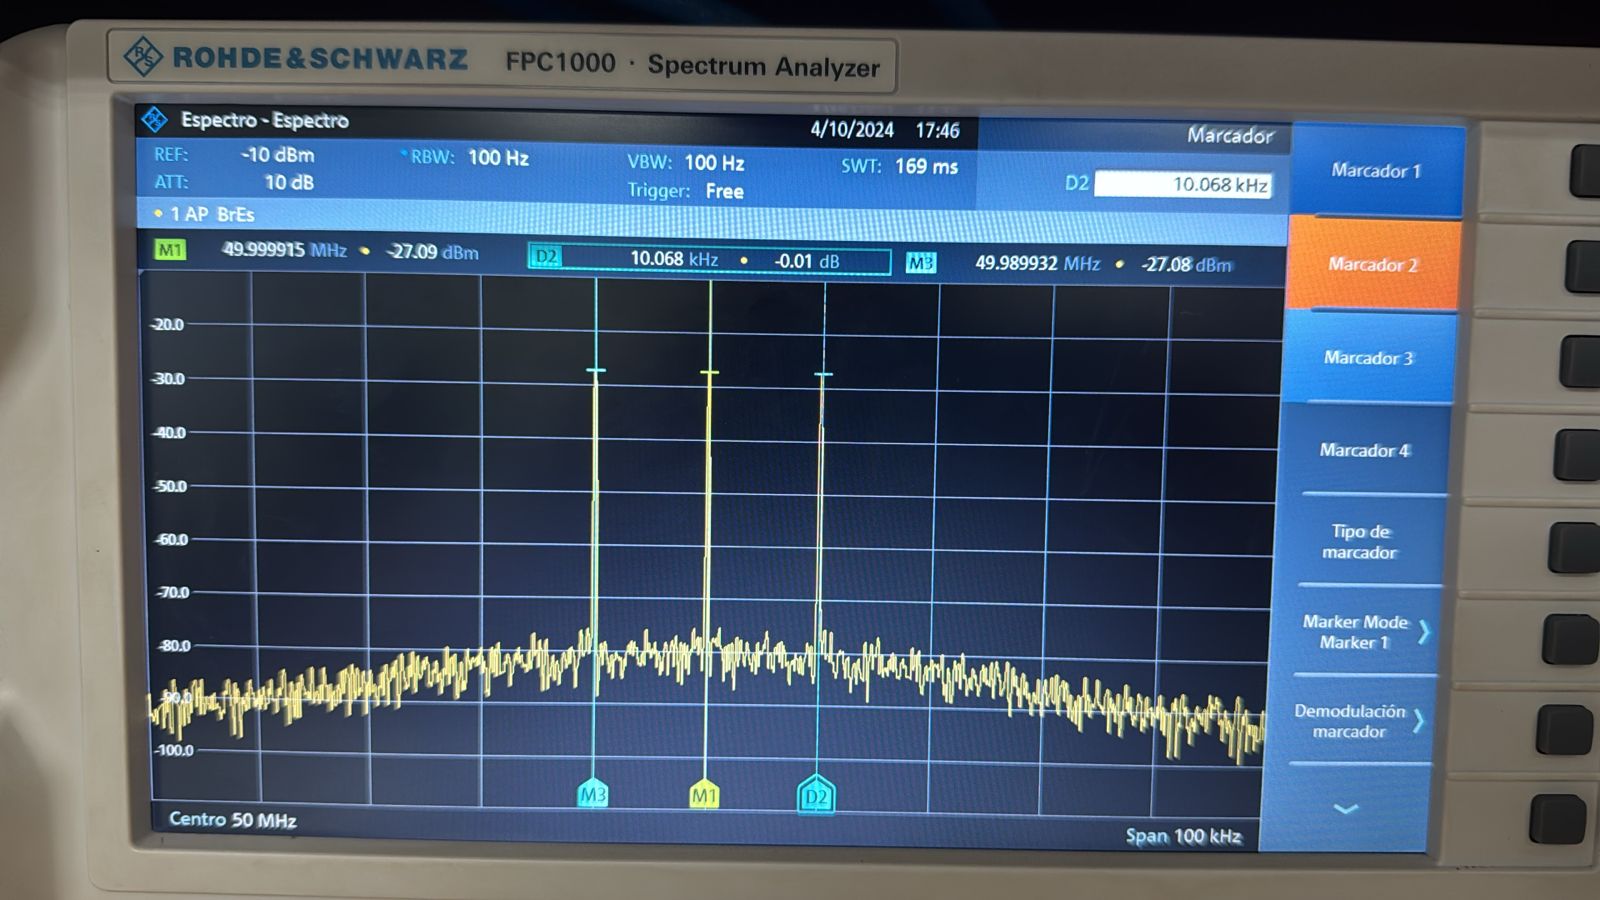 ROHDE&SCHWARZ FPC1000 · Spectrum Analyzer
Espectro - Espectro 4/10/2024 17:46 Marcador
REF: -10 dBm RBW: 100 Hz VBW: 100 Hz SWT: 169 ms
ATT: 10 dB Trigger: Free D2 10.068 kHz
1 AP BrEs
M1 49.999915 MHz • -27.09 dBm D2 10.068 kHz • -0.01 dB M3 49.989932 MHz • -27.08 dBm
-20.0
-30.0
-40.0
-50.0
-60.0
-70.0
-80.0
-90.0
-100.0
M3 M1 D2
Centro 50 MHz Span 100 kHz
Marcador 1
Marcador 2
Marcador 3
Marcador 4
Tipo de
marcador
Marker Mode
Marker 1
Demodulación
marcador